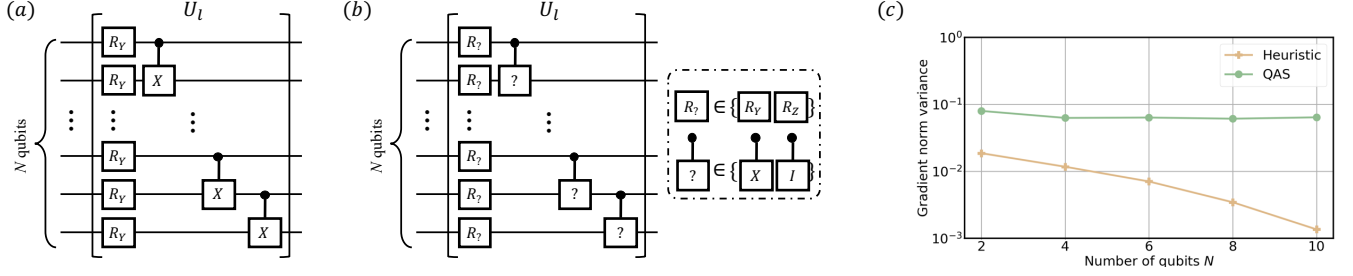 (a)
U_l
R_Y
X
R_Y
N qubits
R_Y
X
R_Y
X
R_Y
(b)
U_l
R_?
?
R_?
N qubits
R_?
?
R_?
?
R_?
R_? ∈ { R_Y R_Z }
? ∈ { X I }
(c)
Heuristic
QAS
Gradient norm variance
10^0
10^-1
10^-2
10^-3
2 4 6 8 10
Number of qubits N